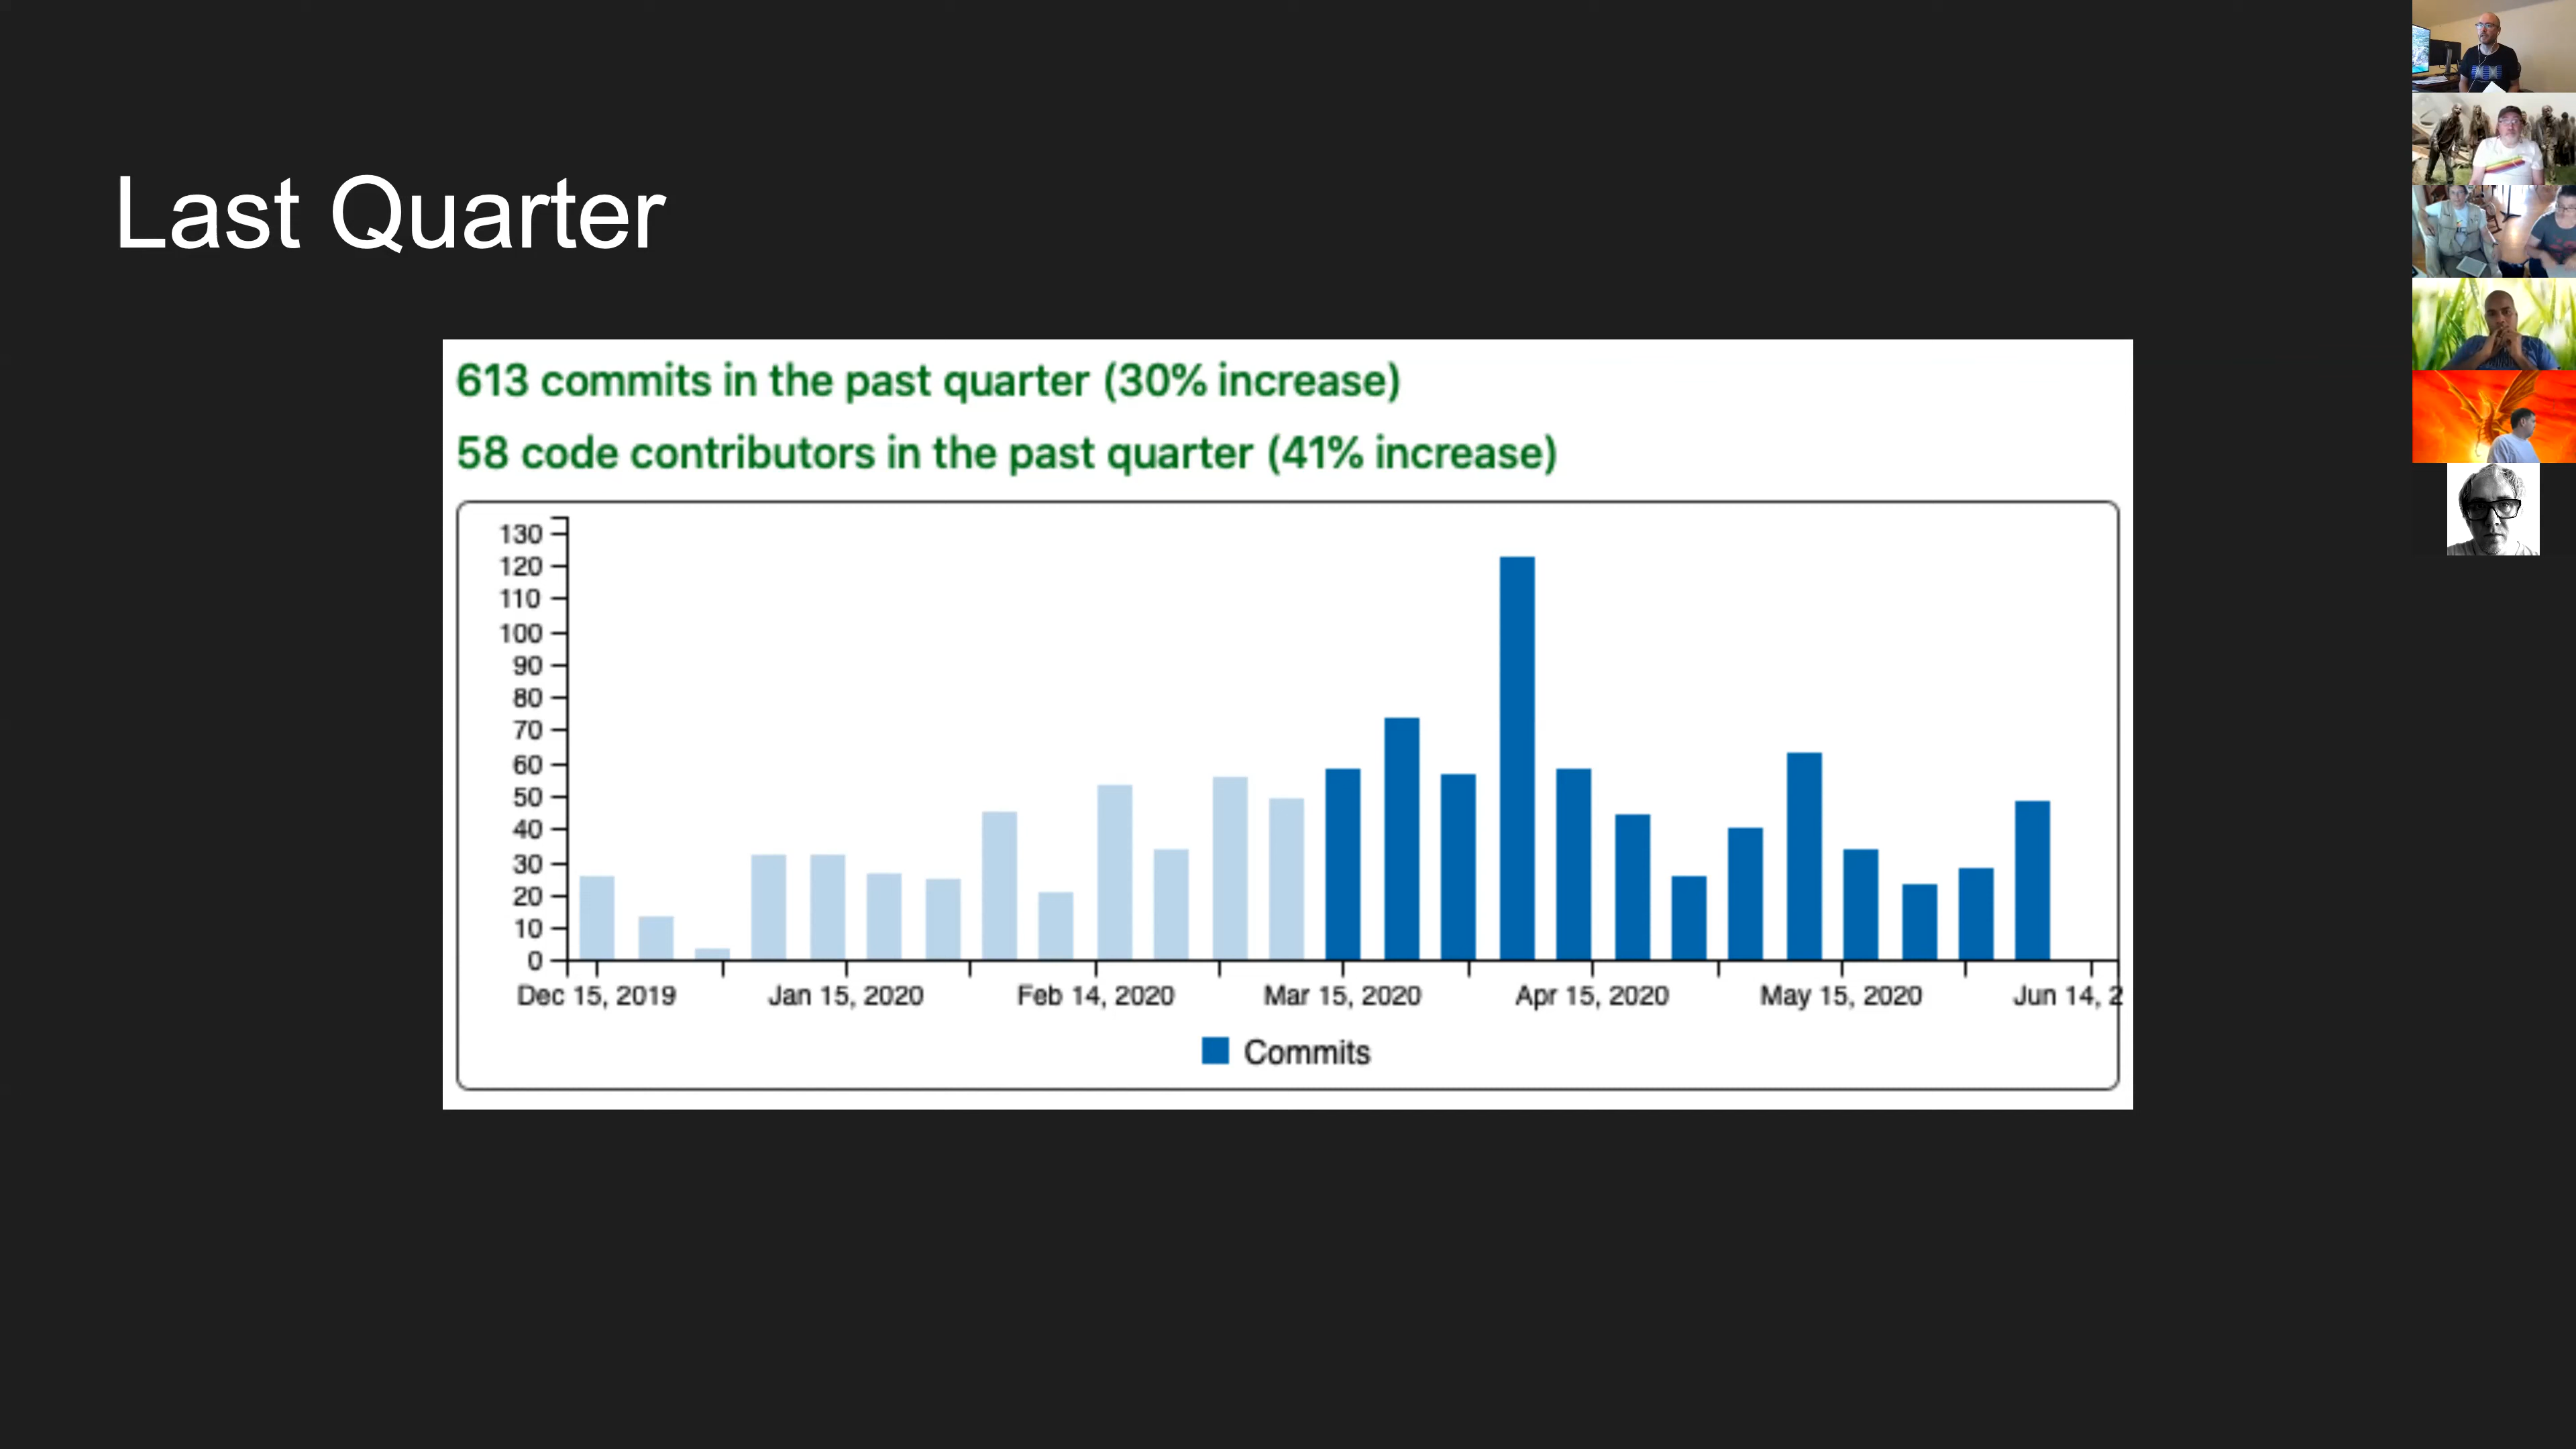 Last Quarter
613 commits in the past quarter (30% increase)
58 code contributors in the past quarter (41% increase)
130
120
110
100
90
80
70
60
50
40
30
20
10
0
Dec 15, 2019 Jan 15, 2020 Feb 14, 2020 Mar 15, 2020 Apr 15, 2020 May 15, 2020 Jun 14, 2
Commits